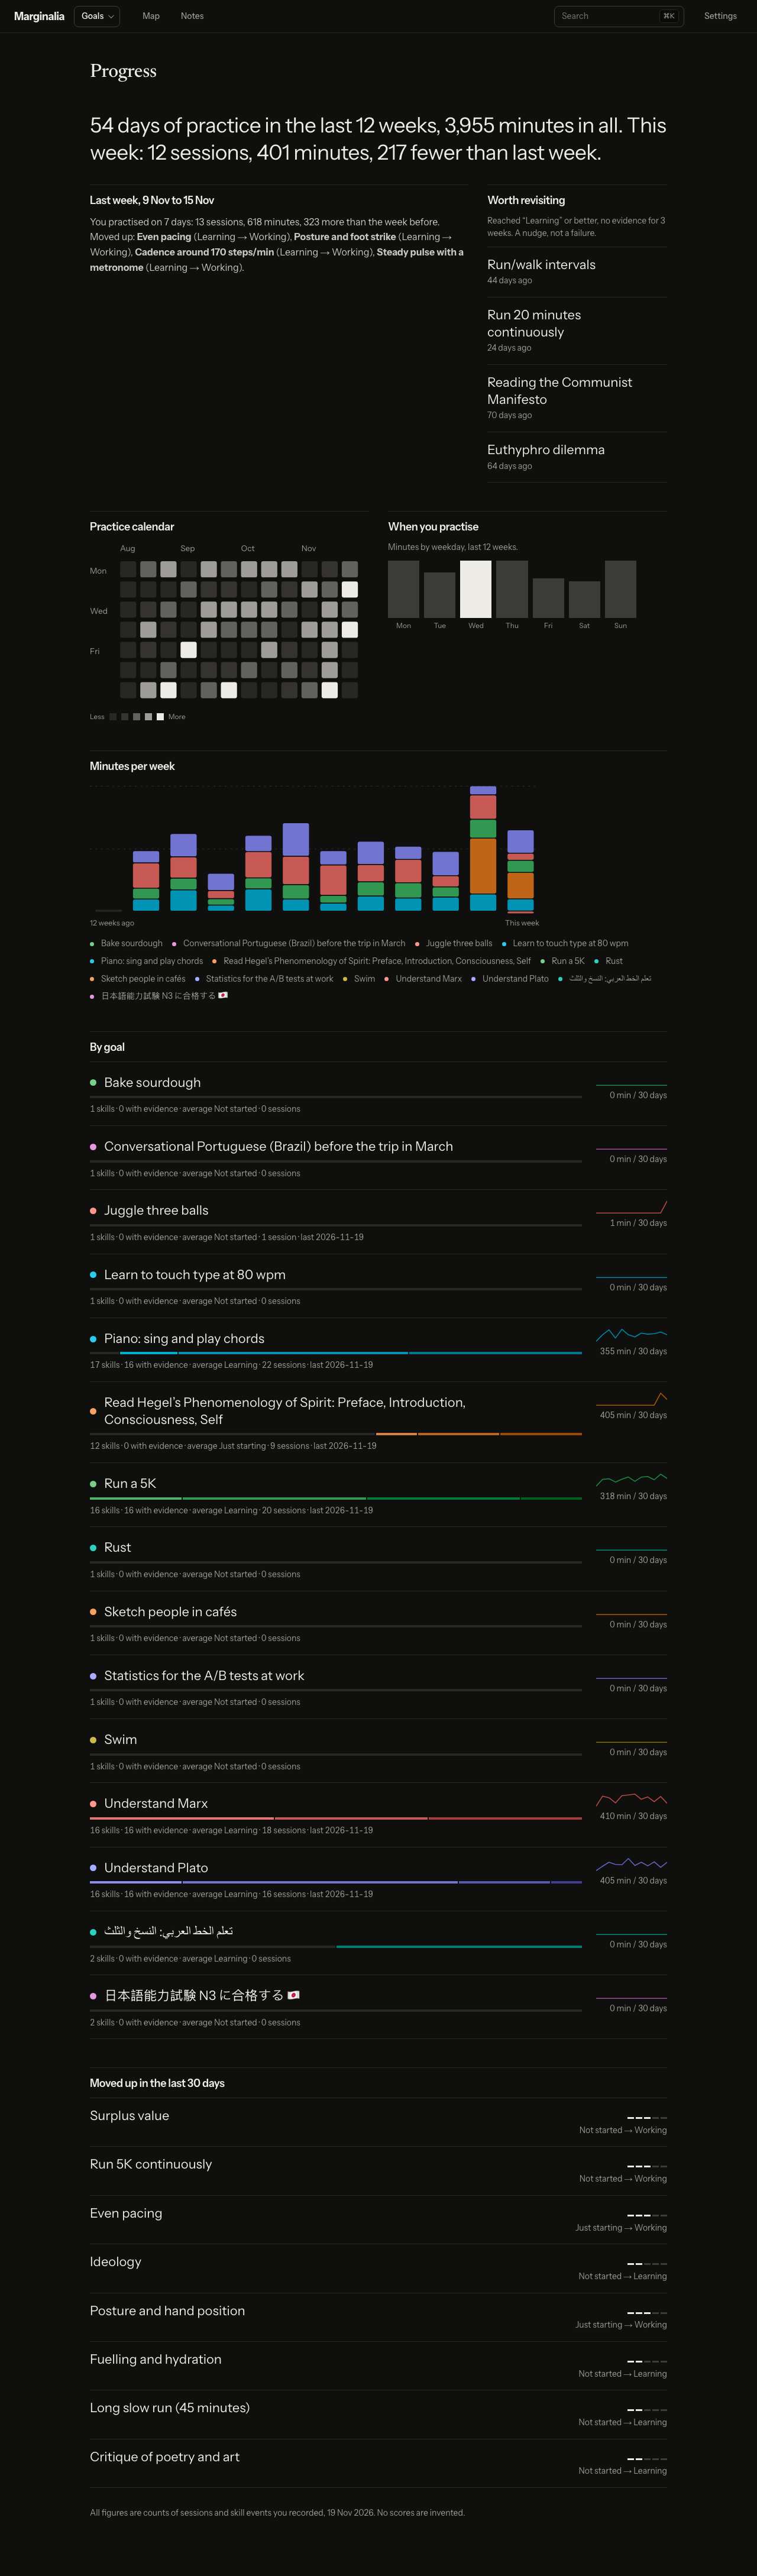 Marginalia
Goals
Map
Notes
Search
⌘K
Settings
Progress
54 days of practice in the last 12 weeks, 3,955 minutes in all. This
week: 12 sessions, 401 minutes, 217 fewer than last week.
Last week, 9 Nov to 15 Nov
You practised on 7 days: 13 sessions, 618 minutes, 323 more than the week before.
Moved up: Even pacing (Learning → Working), Posture and foot strike (Learning →
Working), Cadence around 170 steps/min (Learning → Working), Steady pulse with a
metronome (Learning → Working).
Worth revisiting
Reached “Learning” or better, no evidence for 3
weeks. A nudge, not a failure.
Run/walk intervals
44 days ago
Run 20 minutes
continuously
24 days ago
Reading the Communist
Manifesto
70 days ago
Euthyphro dilemma
64 days ago
Practice calendar
Aug
Sep
Oct
Nov
Mon
Wed
Fri
Less
More
When you practise
Minutes by weekday, last 12 weeks.
Mon
Tue
Wed
Thu
Fri
Sat
Sun
Minutes per week
12 weeks ago
This week
Bake sourdough
Conversational Portuguese (Brazil) before the trip in March
Juggle three balls
Learn to touch type at 80 wpm
Piano: sing and play chords
Read Hegel’s Phenomenology of Spirit: Preface, Introduction, Consciousness, Self
Run a 5K
Rust
Sketch people in cafés
Statistics for the A/B tests at work
Swim
Understand Marx
Understand Plato
تعلم الخط العربي: النسخ والثلث
日本語能力試験 N3 に合格する 🇯🇵
By goal
Bake sourdough
1 skills · 0 with evidence · average Not started · 0 sessions
0 min / 30 days
Conversational Portuguese (Brazil) before the trip in March
1 skills · 0 with evidence · average Not started · 0 sessions
0 min / 30 days
Juggle three balls
1 skills · 0 with evidence · average Not started · 1 session · last 2026-11-19
1 min / 30 days
Learn to touch type at 80 wpm
1 skills · 0 with evidence · average Not started · 0 sessions
0 min / 30 days
Piano: sing and play chords
17 skills · 16 with evidence · average Learning · 22 sessions · last 2026-11-19
355 min / 30 days
Read Hegel’s Phenomenology of Spirit: Preface, Introduction,
Consciousness, Self
12 skills · 0 with evidence · average Just starting · 9 sessions · last 2026-11-19
405 min / 30 days
Run a 5K
16 skills · 16 with evidence · average Learning · 20 sessions · last 2026-11-19
318 min / 30 days
Rust
1 skills · 0 with evidence · average Not started · 0 sessions
0 min / 30 days
Sketch people in cafés
1 skills · 0 with evidence · average Not started · 0 sessions
0 min / 30 days
Statistics for the A/B tests at work
1 skills · 0 with evidence · average Not started · 0 sessions
0 min / 30 days
Swim
1 skills · 0 with evidence · average Not started · 0 sessions
0 min / 30 days
Understand Marx
16 skills · 16 with evidence · average Learning · 18 sessions · last 2026-11-19
410 min / 30 days
Understand Plato
16 skills · 16 with evidence · average Learning · 16 sessions · last 2026-11-19
405 min / 30 days
تعلم الخط العربي: النسخ والثلث
2 skills · 0 with evidence · average Learning · 0 sessions
0 min / 30 days
日本語能力試験 N3 に合格する 🇯🇵
2 skills · 0 with evidence · average Not started · 0 sessions
0 min / 30 days
Moved up in the last 30 days
Surplus value
Not started → Working
Run 5K continuously
Not started → Working
Even pacing
Just starting → Working
Ideology
Not started → Learning
Posture and hand position
Just starting → Working
Fuelling and hydration
Not started → Learning
Long slow run (45 minutes)
Not started → Learning
Critique of poetry and art
Not started → Learning
All figures are counts of sessions and skill events you recorded, 19 Nov 2026. No scores are invented.